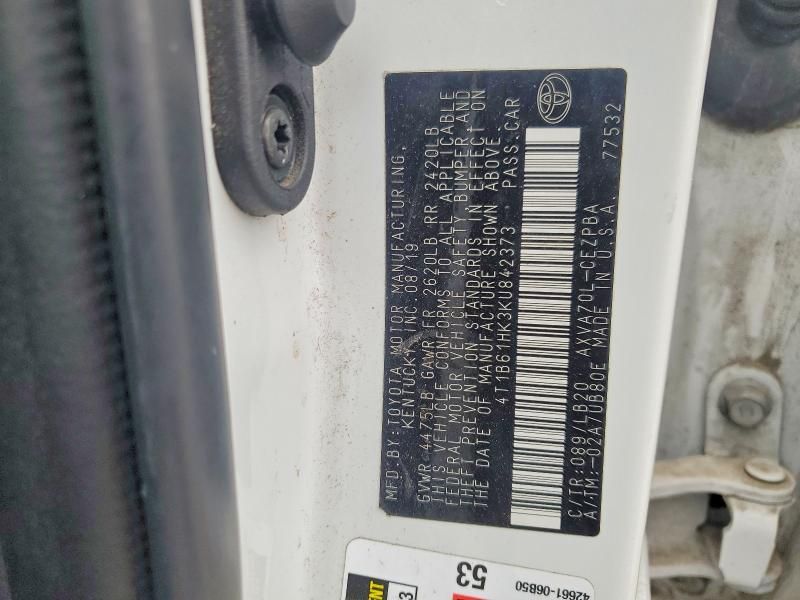 MFD.BY:TOYOTA MOTOR MANUFACTURING,
KENTUCKY, INC. 08/19
GVWR 4475LB GAWR FR 2620LB RR 2420LB
THIS VEHICLE CONFORMS TO ALL APPLICABLE
FEDERAL MOTOR VEHICLE SAFETY, BUMPER, AND
THEFT PREVENTION STANDARDS IN EFFECT ON
THE DATE OF MANUFACTURE SHOWN ABOVE.
4T1B61HK3KU842373 PASS.CAR
C/TR:089/LB20 AXVA70L-CEZPBA
A/TM:-02A/UB80E MADE IN U.S.A. 77532
53
42661-06B50